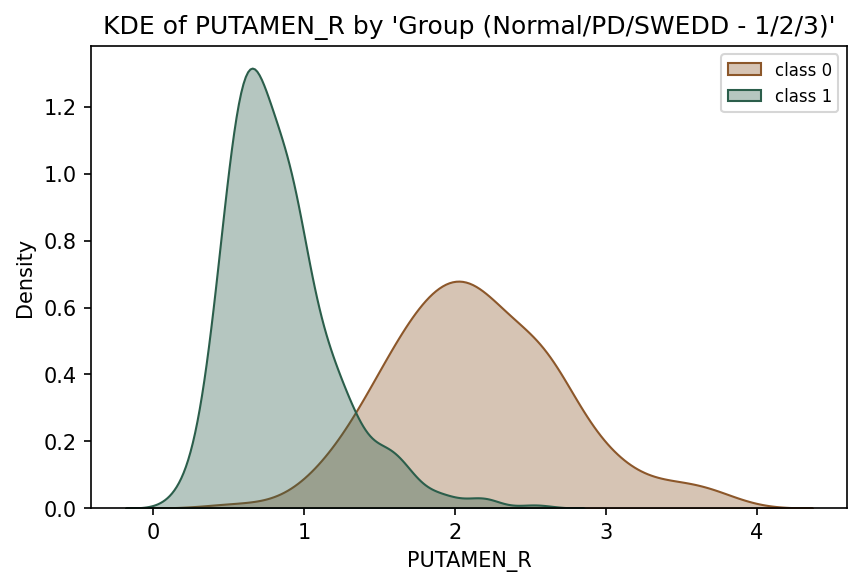 KDE of PUTAMEN_R by 'Group (Normal/PD/SWEDD - 1/2/3)'
class 0
class 1
Density
1.2
1.0
0.8
0.6
0.4
0.2
0.0
0 1 2 3 4
PUTAMEN_R